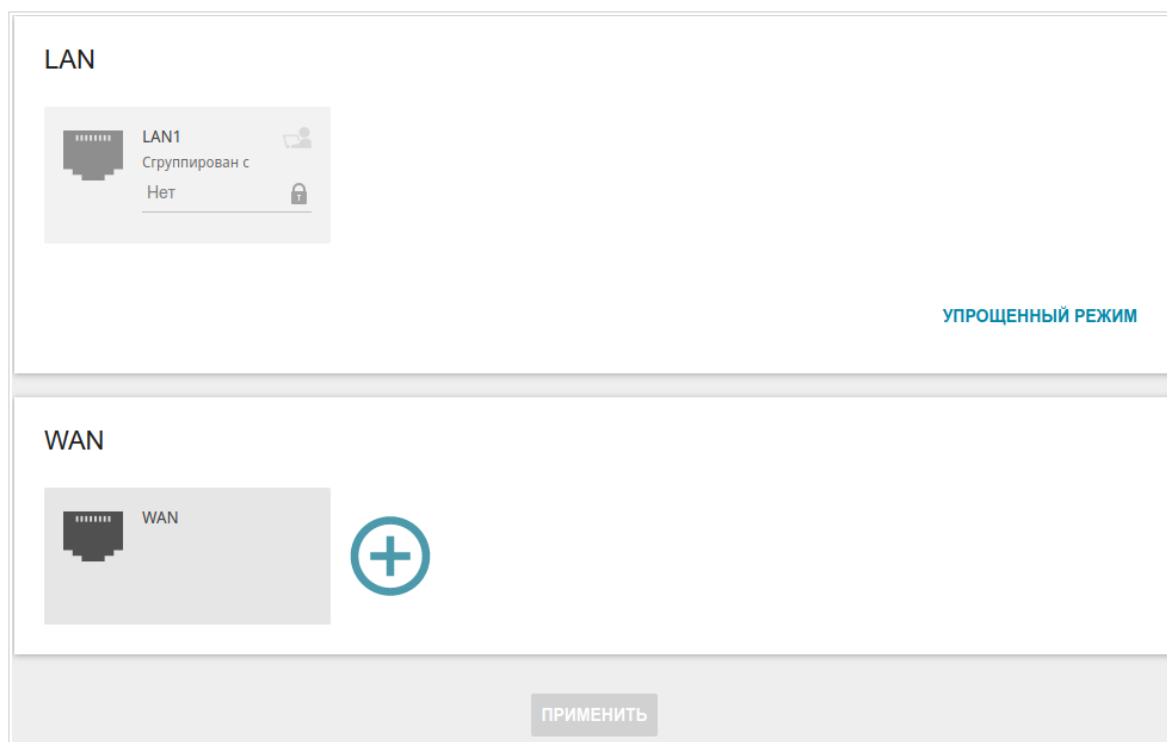 LAN
LAN1
Сгруппирован с
Нет
УПРОЩЕННЫЙ РЕЖИМ
WAN
WAN
ПРИМЕНИТЬ